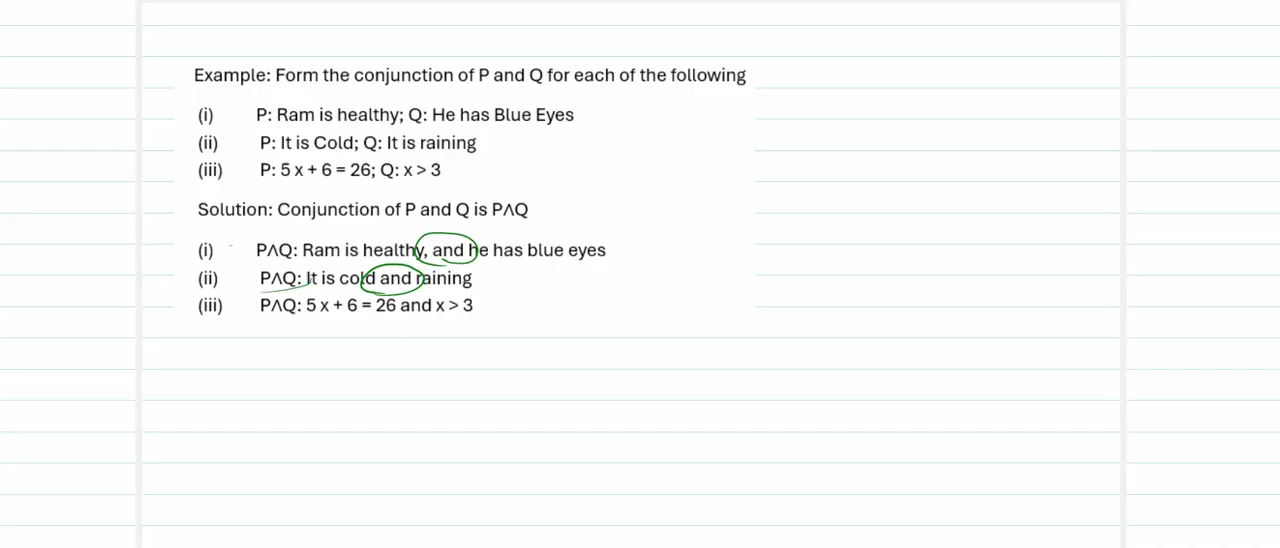 Example: Form the conjunction of P and Q for each of the following
(i) P: Ram is healthy; Q: He has Blue Eyes
(ii) P: It is Cold; Q: It is raining
(iii) P: 5 x + 6 = 26; Q: x > 3
Solution: Conjunction of P and Q is P∧Q
(i) P∧Q: Ram is healthy, and he has blue eyes
(ii) P∧Q: It is cold and raining
(iii) P∧Q: 5 x + 6 = 26 and x > 3